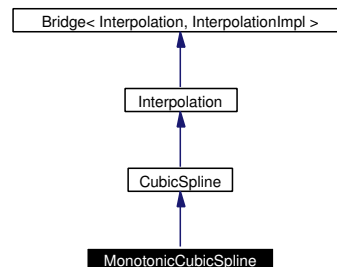 Bridge< Interpolation, InterpolationImpl >
Interpolation
CubicSpline
MonotonicCubicSpline